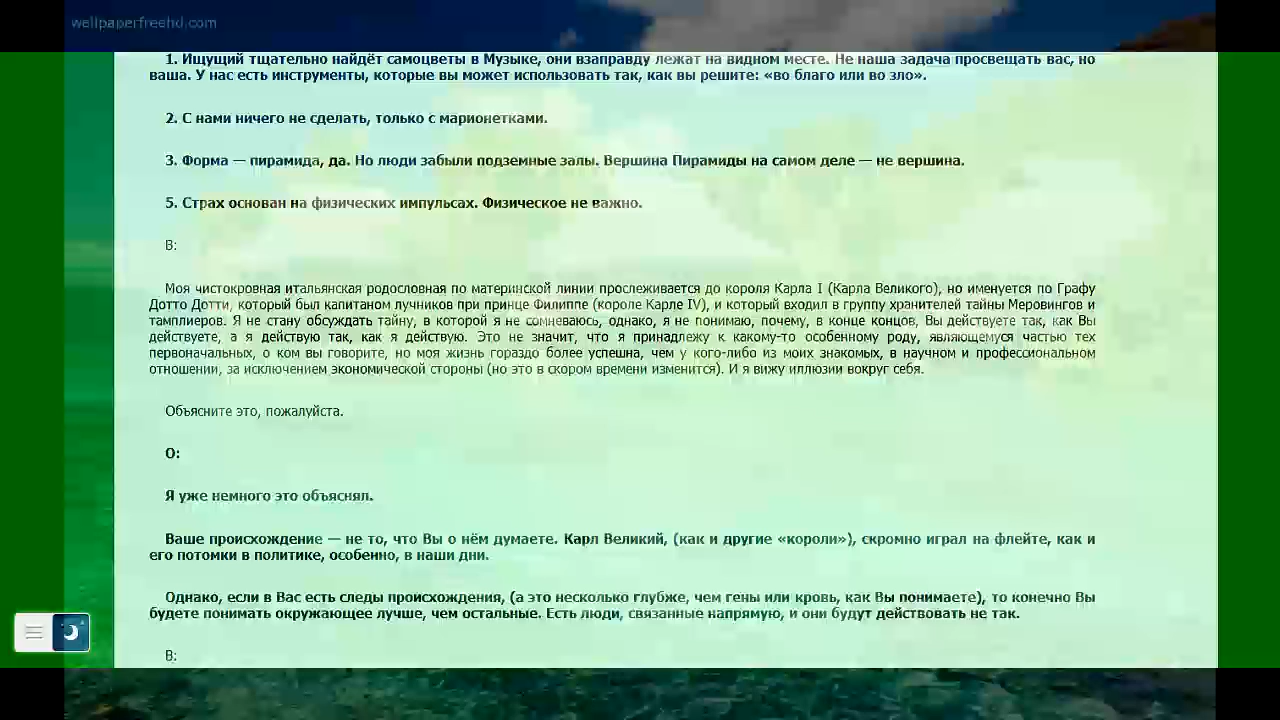 wellpaperfreehd.com
1. Ищущий тщательно найдёт самоцветы в Музыке, они взаправду лежат на видном месте. Не наша задача просвещать вас, но
ваша. У нас есть инструменты, которые вы может использовать так, как вы решите: «во благо или во зло».
2. С нами ничего не сделать, только с марионетками.
3. Форма — пирамида, да. Но люди забыли подземные залы. Вершина Пирамиды на самом деле — не вершина.
5. Страх основан на физических импульсах. Физическое не важно.
В:
Моя чистокровная итальянская родословная по материнской линии прослеживается до короля Карла I (Карла Великого), но именуется по Графу
Дотто Дотти, который был капитаном лучников при принце Филиппе (короле Карле IV), и который входил в группу хранителей тайны Меровингов и
тамплиеров. Я не стану обсуждать тайну, в которой я не сомневаюсь, однако, я не понимаю, почему, в конце концов, Вы действуете так, как Вы
действуете, а я действую так, как я действую. Это не значит, что я принадлежу к какому-то особенному роду, являющемуся частью тех
первоначальных, о ком вы говорите, но моя жизнь гораздо более успешна, чем у кого-либо из моих знакомых, в научном и профессиональном
отношении, за исключением экономической стороны (но это в скором времени изменится). И я вижу иллюзии вокруг себя.
Объясните это, пожалуйста.
О:
Я уже немного это объяснял.
Ваше происхождение — не то, что Вы о нём думаете. Карл Великий, (как и другие «короли»), скромно играл на флейте, как и
его потомки в политике, особенно, в наши дни.
Однако, если в Вас есть следы происхождения, (а это несколько глубже, чем гены или кровь, как Вы понимаете), то конечно Вы
будете понимать окружающее лучше, чем остальные. Есть люди, связанные напрямую, и они будут действовать не так.
В: